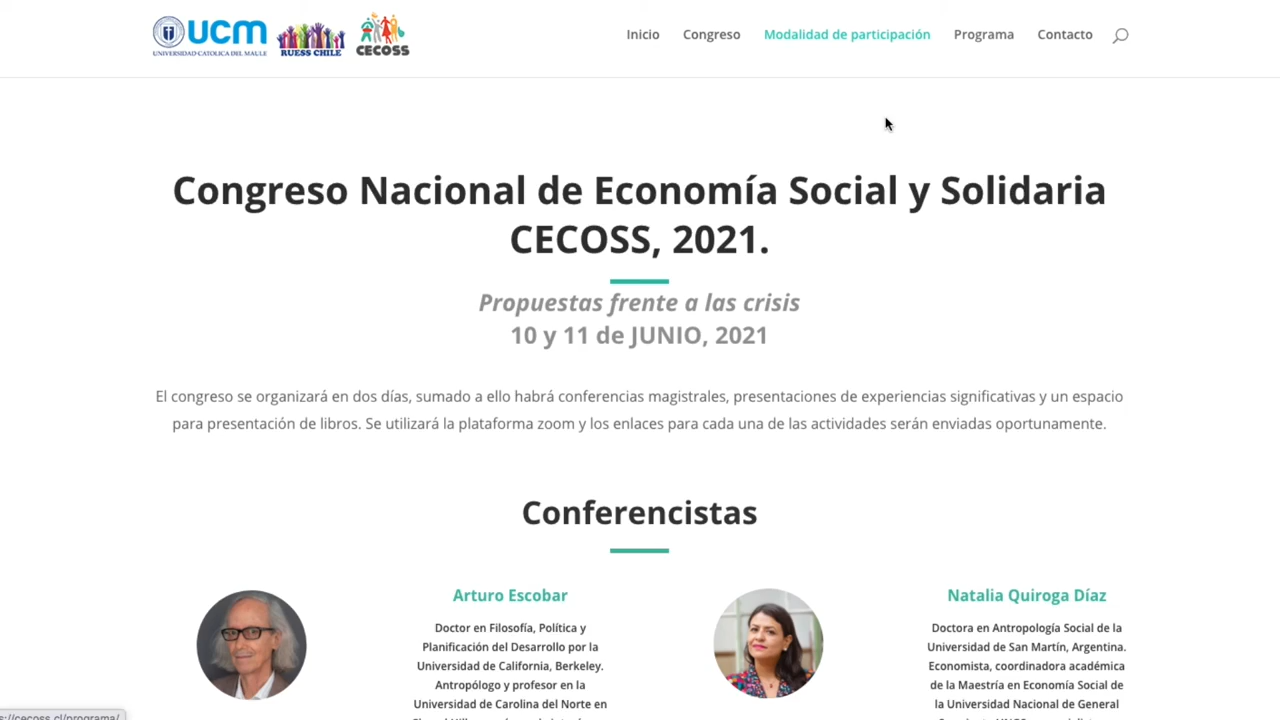 UCM
UNIVERSIDAD CATOLICA DEL MAULE
RUESS CHILE
CECOSS
Inicio
Congreso
Modalidad de participación
Programa
Contacto
Congreso Nacional de Economía Social y Solidaria
CECOSS, 2021.
Propuestas frente a las crisis
10 y 11 de JUNIO, 2021
El congreso se organizará en dos días, sumado a ello habrá conferencias magistrales, presentaciones de experiencias significativas y un espacio
para presentación de libros. Se utilizará la plataforma zoom y los enlaces para cada una de las actividades serán enviadas oportunamente.
Conferencistas
Arturo Escobar
Doctor en Filosofía, Política y
Planificación del Desarrollo por la
Universidad de California, Berkeley.
Antropólogo y profesor en la
Universidad de Carolina del Norte en
Natalia Quiroga Díaz
Doctora en Antropología Social de la
Universidad de San Martín, Argentina.
Economista, coordinadora académica
de la Maestría en Economía Social de
la Universidad Nacional de General
s://cecoss.cl/programa/